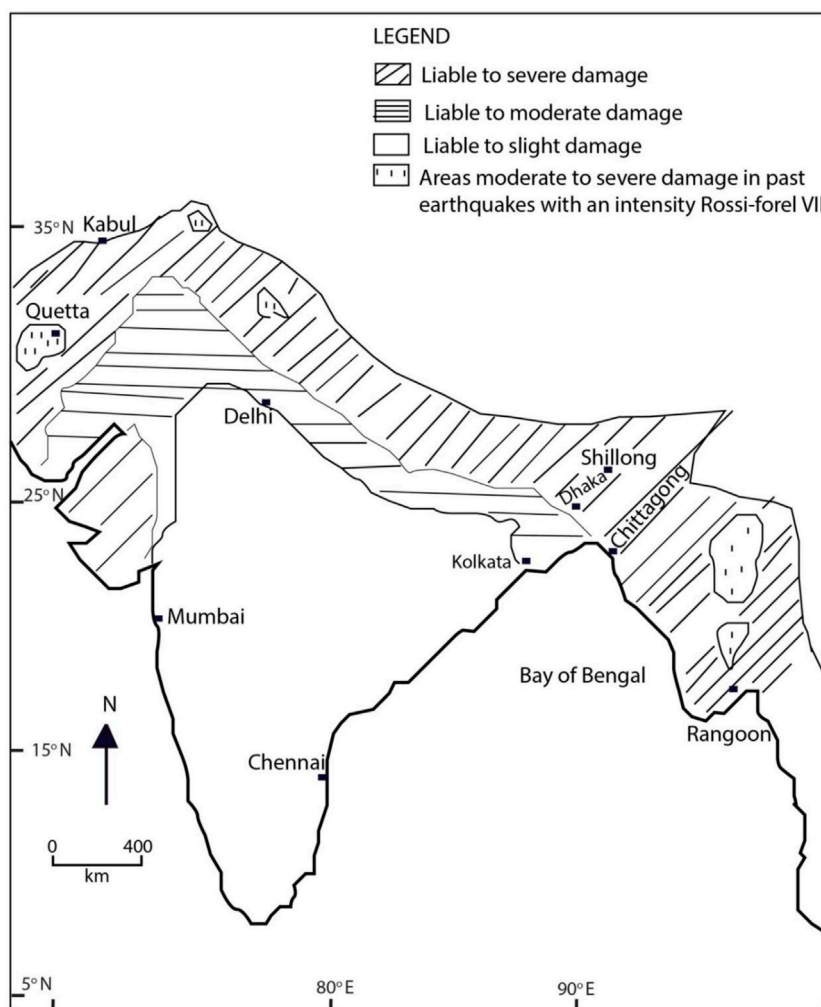 LEGEND
Liable to severe damage
Liable to moderate damage
Liable to slight damage
Areas moderate to severe damage in past
earthquakes with an intensity Rossi-forel VII
35°N
Kabul
Quetta
Delhi
Shillong
Dhaka
Chittagong
25°N
Kolkata
Mumbai
Bay of Bengal
N
Rangoon
15°N
Chennai
0 400
km
5°N
80°E
90°E